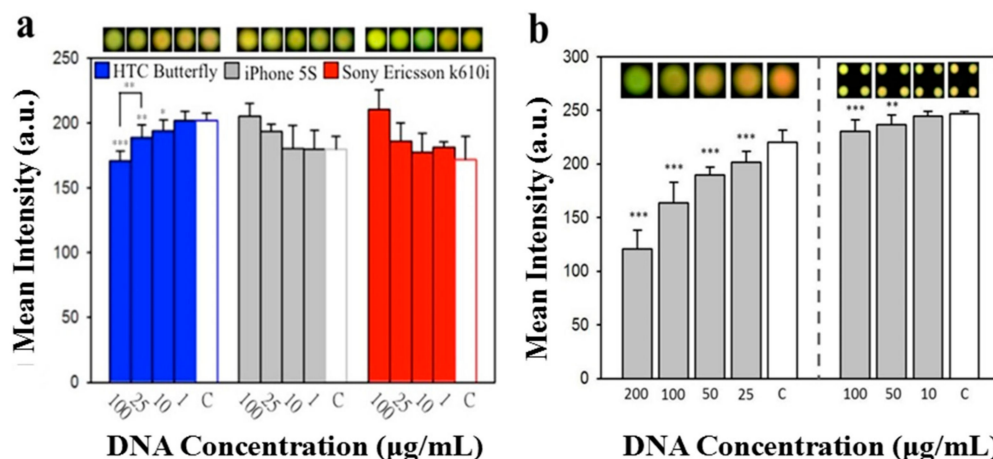 a
250
200
150
100
50
0
Mean Intensity (a.u.)
HTC Butterfly
iPhone 5S
Sony Ericsson k610i
***
**
**
*
100 25 10 1 C
100 25 10 1 C
100 25 10 1 C
DNA Concentration (µg/mL)
b
300
250
200
150
100
50
0
Mean Intensity (a.u.)
***
***
***
***
***
**
200 100 50 25 C
100 50 10 C
DNA Concentration (µg/mL)